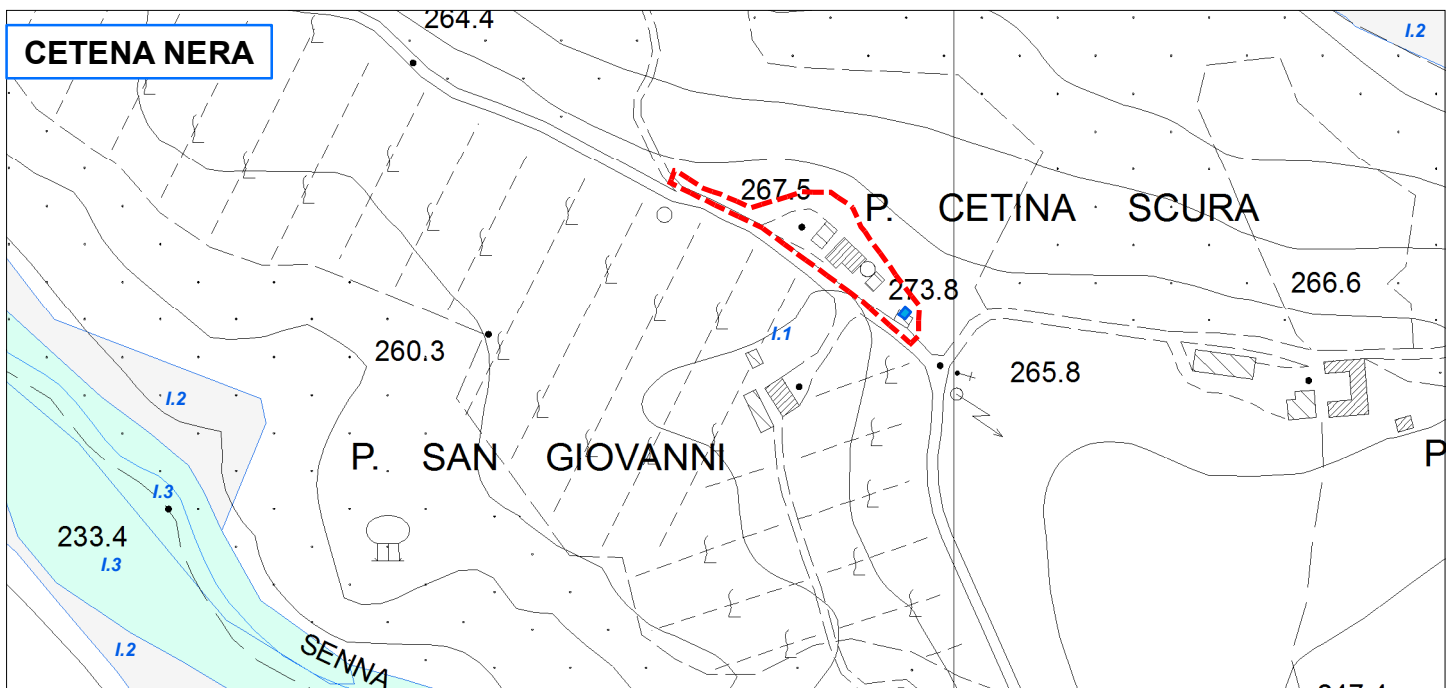 264.4
I.2
CETENA NERA
267.5
P. CETINA SCURA
273.8
266.6
I.1
260.3
265.8
I.2
P. SAN GIOVANNI
P
I.3
233.4
I.3
I.2
SENNA